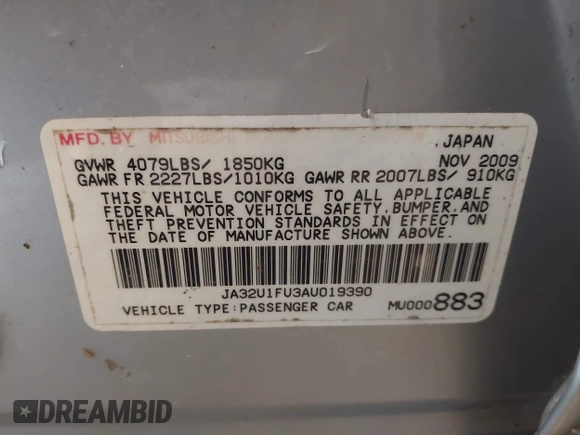 MFD. BY MITSUBISHI
, JAPAN
GVWR 4079LBS/ 1850KG NOV 2009
GAWR FR 2227LBS/1010KG GAWR RR 2007LBS/ 910KG
THIS VEHICLE CONFORMS TO ALL APPLICABLE
FEDERAL MOTOR VEHICLE SAFETY, BUMPER, AND
THEFT PREVENTION STANDARDS IN EFFECT ON
THE DATE OF MANUFACTURE SHOWN ABOVE.
JA32U1FU3AU019390
VEHICLE TYPE:PASSENGER CAR MU000883
DREAMBID